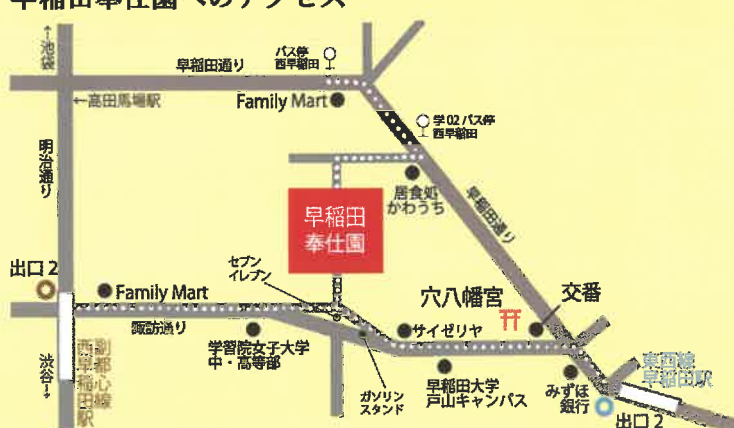 早稲田奉仕園へのアクセス
←池袋
早稲田通り
バス停
西早稲田
←高田馬場駅
Family Mart
学02 バス停
西早稲田
明治通り
居食処
かわうち
早稲田通り
早稲田
奉仕園
セブン
イレブン
出口2
Family Mart
穴八幡宮
交番
諏訪通り
サイゼリヤ
学習院女子大学
中・高等部
渋谷→
副都心線
西早稲田駅
ガソリン
スタンド
早稲田大学
戸山キャンパス
みずほ
銀行
東西線
早稲田駅
出口2